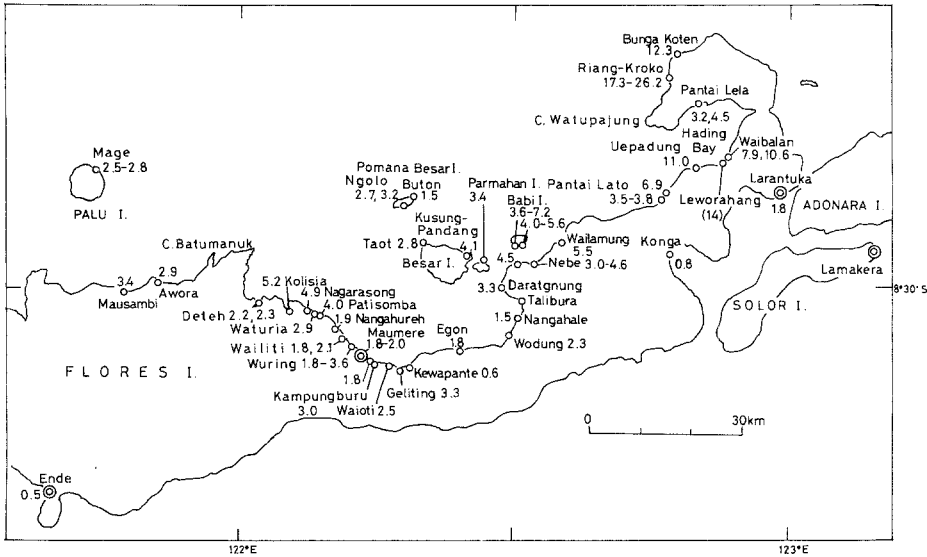 Bunga Koten
12.3
Riang-Kroko
17.3-26.2
Pantai Lela
3.2,4.5
C. Watupajung
Hading
Bay
Uepadung
11.0
Waibalan
7.9,10.6
Mage
2.5-2.8
PALU I.
Pomana Besar I.
Ngolo
2.7, 3.2
Buton
1.5
Parmahan I.
3.4
Pantai Lato
6.9
3.5-3.8
Larantuka
1.8
ADONARA I.
Leworahang
(14)
Babi I.
3.6-7.2
4.0-5.6
Kusung-
Pandang
4.1
Taot 2.8
Besar I.
Wailamung
5.5
Konga
0.8
Lamakera
C. Batumanuk
4.5
Nebe 3.0-4.6
8°30'S
3.4
Mausambi
2.9
Awora
5.2 Kolisia
4.9 Nagarasong
4.0 Patisomba
3.3
Daratgnung
Talibura
SOLOR I.
Deteh 2.2, 2.3
Waturia 2.9
1.9 Nangahureh
1.5
Nangahale
Maumere
1.8-2.0
Egon
1.8
Wodung 2.3
Wailiti 1.8, 2.1
Wuring 1.8-3.6
FLORES I.
1.8
Kewapante 0.6
Geliting 3.3
Kampungburu
3.0
Waioti 2.5
0 30km
Ende
0.5
122°E 123°E